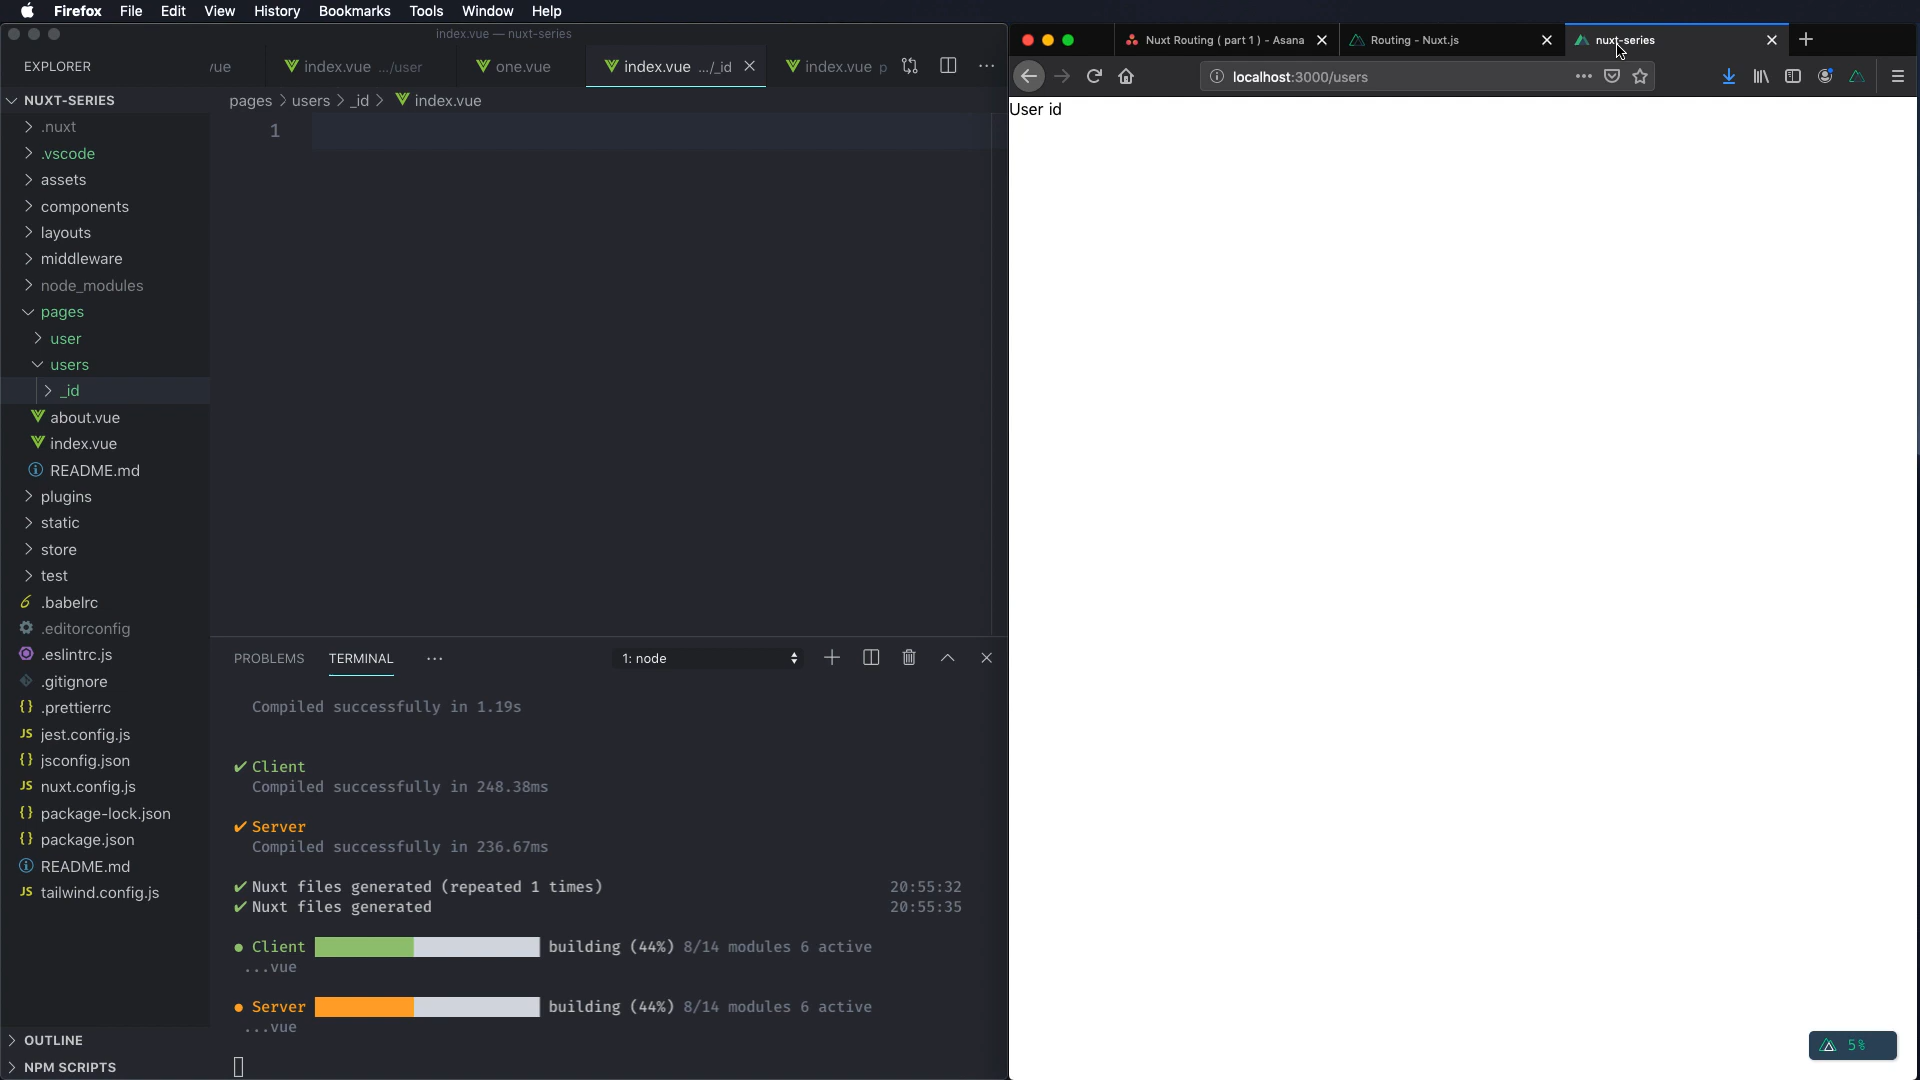 Firefox File Edit View History Bookmarks Tools Window Help
index.vue — nuxt-series
EXPLORER
vue index.vue .../user one.vue index.vue .../_id index.vue p
NUXT-SERIES
pages > users > _id > index.vue
.nuxt
1
.vscode
assets
components
layouts
middleware
node_modules
pages
user
users
_id
about.vue
index.vue
README.md
plugins
static
store
test
.babelrc
.editorconfig
.eslintrc.js
.gitignore
.prettierrc
jest.config.js
jsconfig.json
nuxt.config.js
package-lock.json
package.json
README.md
tailwind.config.js
OUTLINE
NPM SCRIPTS
PROBLEMS TERMINAL ... 1: node
Compiled successfully in 1.19s
✔ Client
Compiled successfully in 248.38ms
✔ Server
Compiled successfully in 236.67ms
✔ Nuxt files generated (repeated 1 times) 20:55:32
✔ Nuxt files generated 20:55:35
● Client building (44%) 8/14 modules 6 active
...vue
● Server building (44%) 8/14 modules 6 active
...vue
Nuxt Routing ( part 1 ) - Asana Routing - Nuxt.js nuxt-series
localhost:3000/users
User id
5%